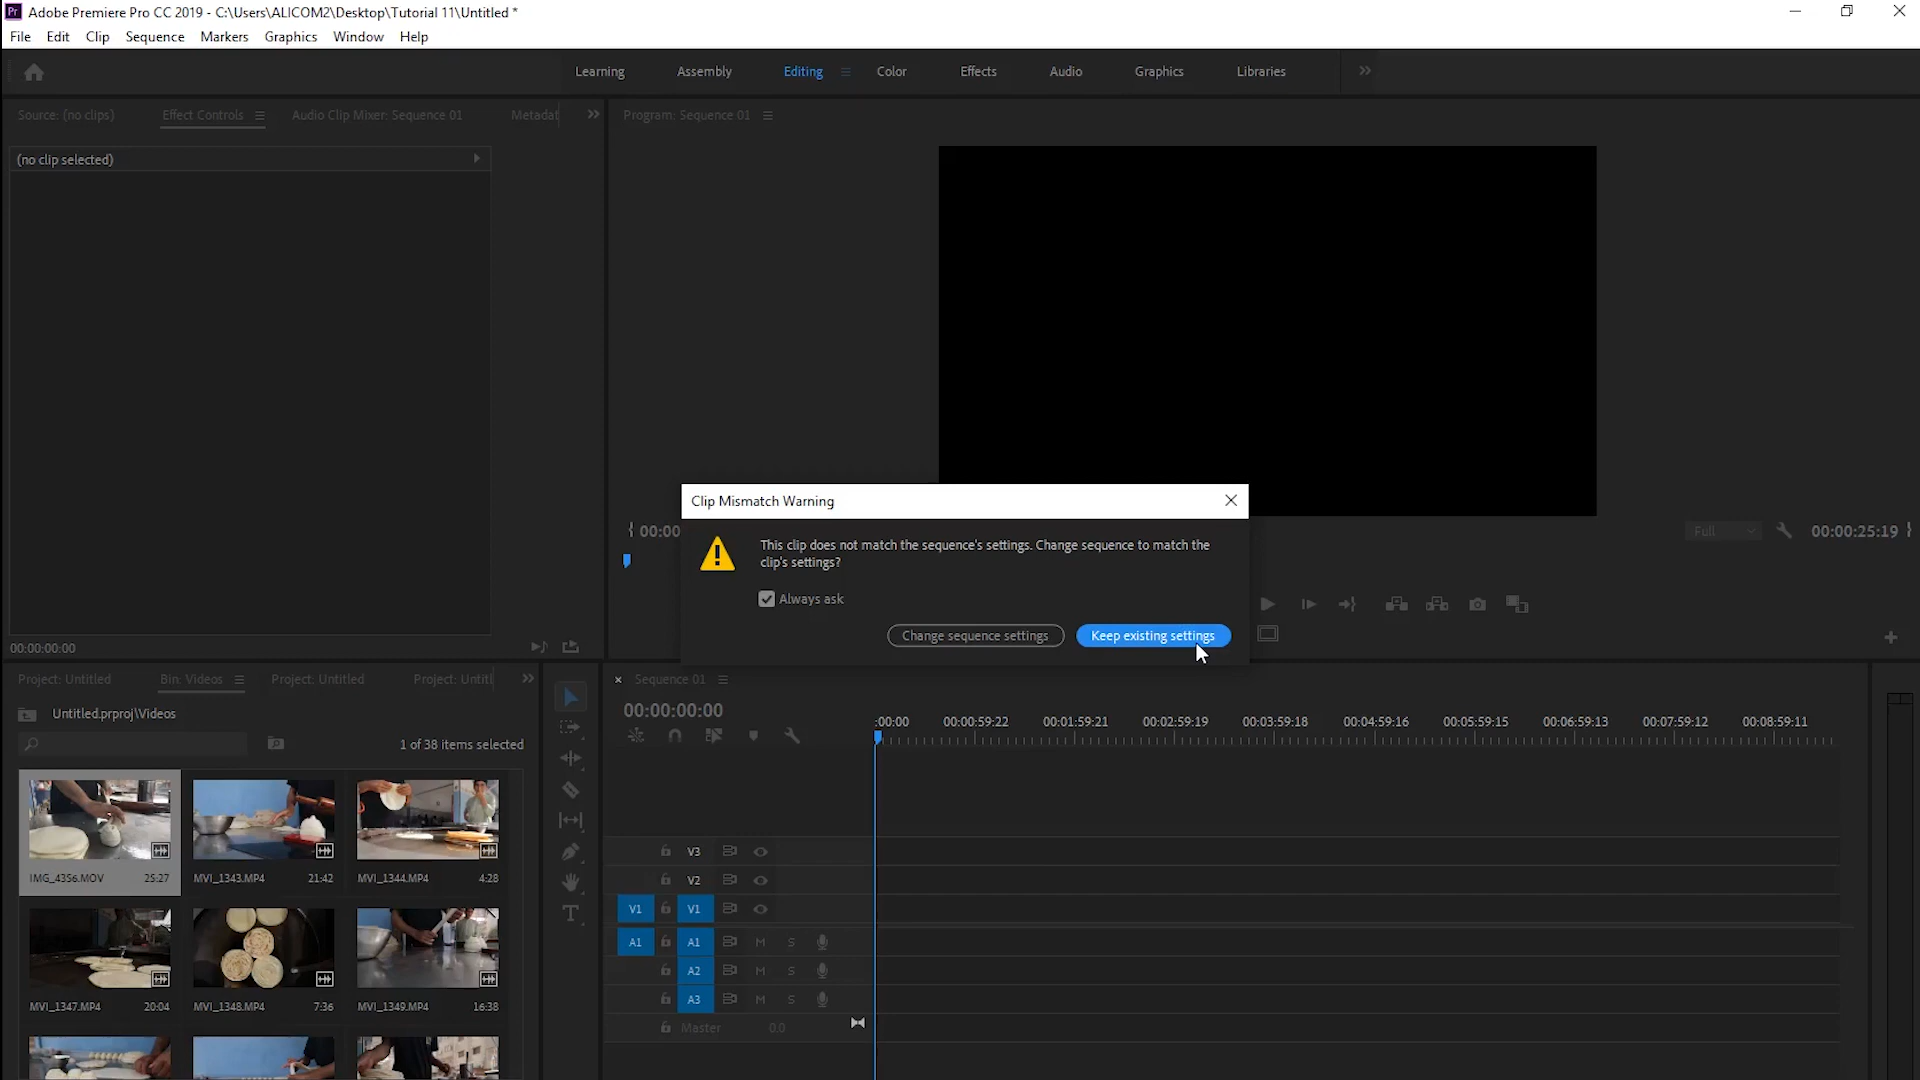 Pr Adobe Premiere Pro CC 2019 - C:\Users\ALICOM2\Desktop\Tutorial 11\Untitled *
File Edit Clip Sequence Markers Graphics Window Help
Learning Assembly Editing Color Effects Audio Graphics Libraries
Source: (no clips) Effect Controls Audio Clip Mixer: Sequence 01 Metadat
Program: Sequence 01
(no clip selected)
Clip Mismatch Warning
This clip does not match the sequence's settings. Change sequence to match the
clip's settings?
Always ask
Change sequence settings Keep existing settings
00:00
Full 00:00:25:19
00:00:00:00
Project: Untitled Bin: Videos Project: Untitled Project: Untitl
Untitled.prproj\Videos
1 of 38 items selected
IMG_4356.MOV 25:27 MVI_1343.MP4 21:42 MVI_1344.MP4 4:28
MVI_1347.MP4 20:04 MVI_1348.MP4 7:36 MVI_1349.MP4 16:38
Sequence 01
00:00:00:00
:00:00 00:00:59:22 00:01:59:21 00:02:59:19 00:03:59:18 00:04:59:16 00:05:59:15 00:06:59:13 00:07:59:12 00:08:59:11
V3
V2
V1 V1
A1 A1 M S
A2 M S
A3 M S
Master 0.0